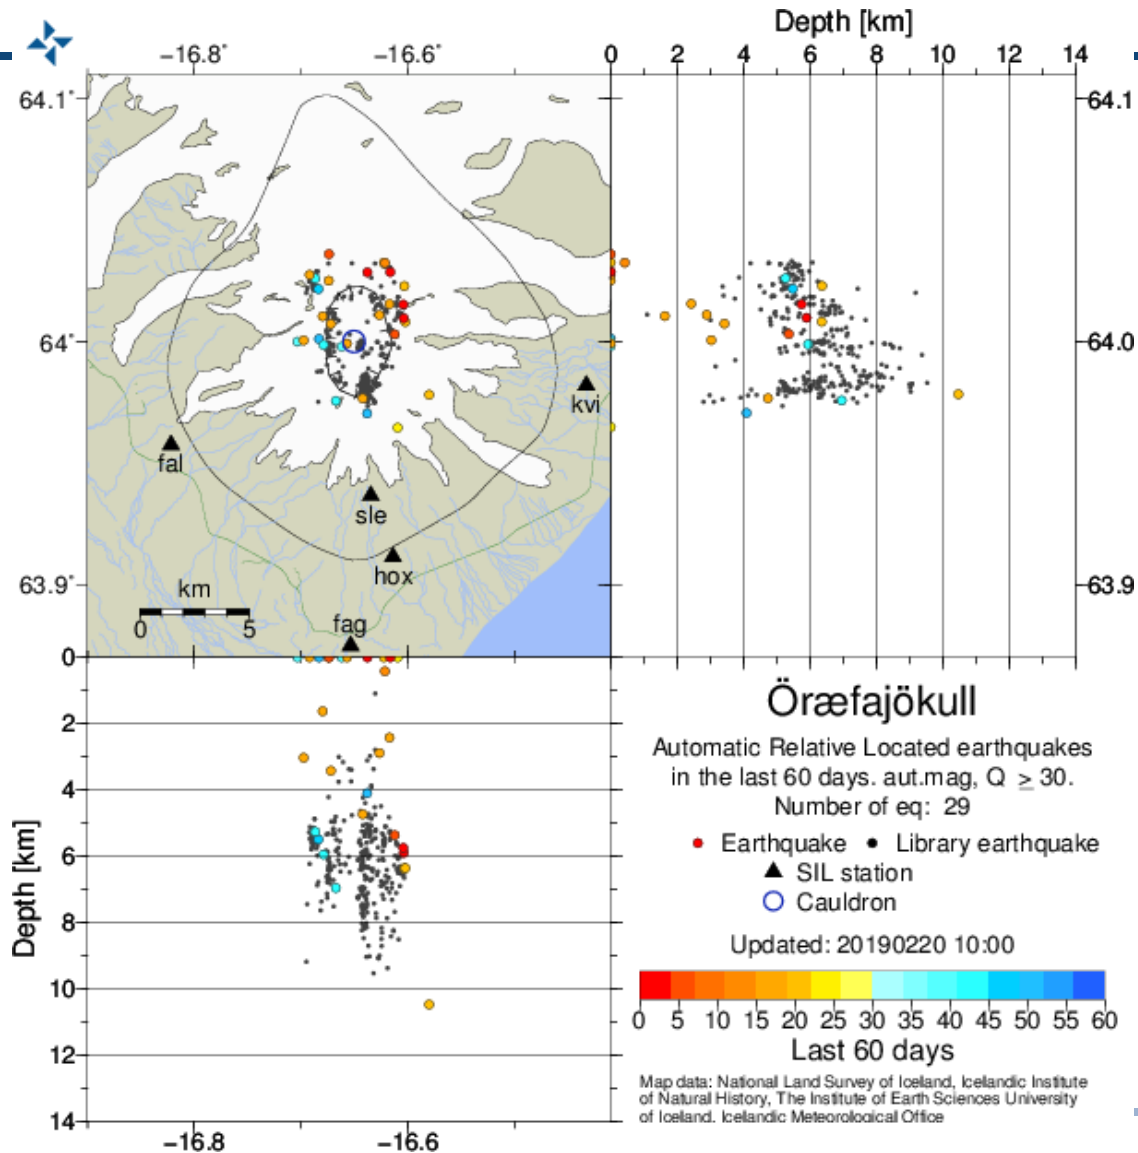 Depth [km]
−16.8° −16.6° 0 2 4 6 8 10 12 14
64.1° 64.1
64° 64.0
kvi
fal
sle
hox
63.9° 63.9
km
0 5
fag
0
2
4
6
8
10
12
14
Depth [km]
−16.8 −16.6
Öræfajökull
Automatic Relative Located earthquakes
in the last 60 days. aut.mag, Q ≥ 30.
Number of eq: 29
Earthquake Library earthquake
SIL station
Cauldron
Updated: 20190220 10:00
0 5 10 15 20 25 30 35 40 45 50 55 60
Last 60 days
Map data: National Land Survey of Iceland, Icelandic Institute
of Natural History, The Institute of Earth Sciences University
of Iceland. Icelandic Meteorological Office